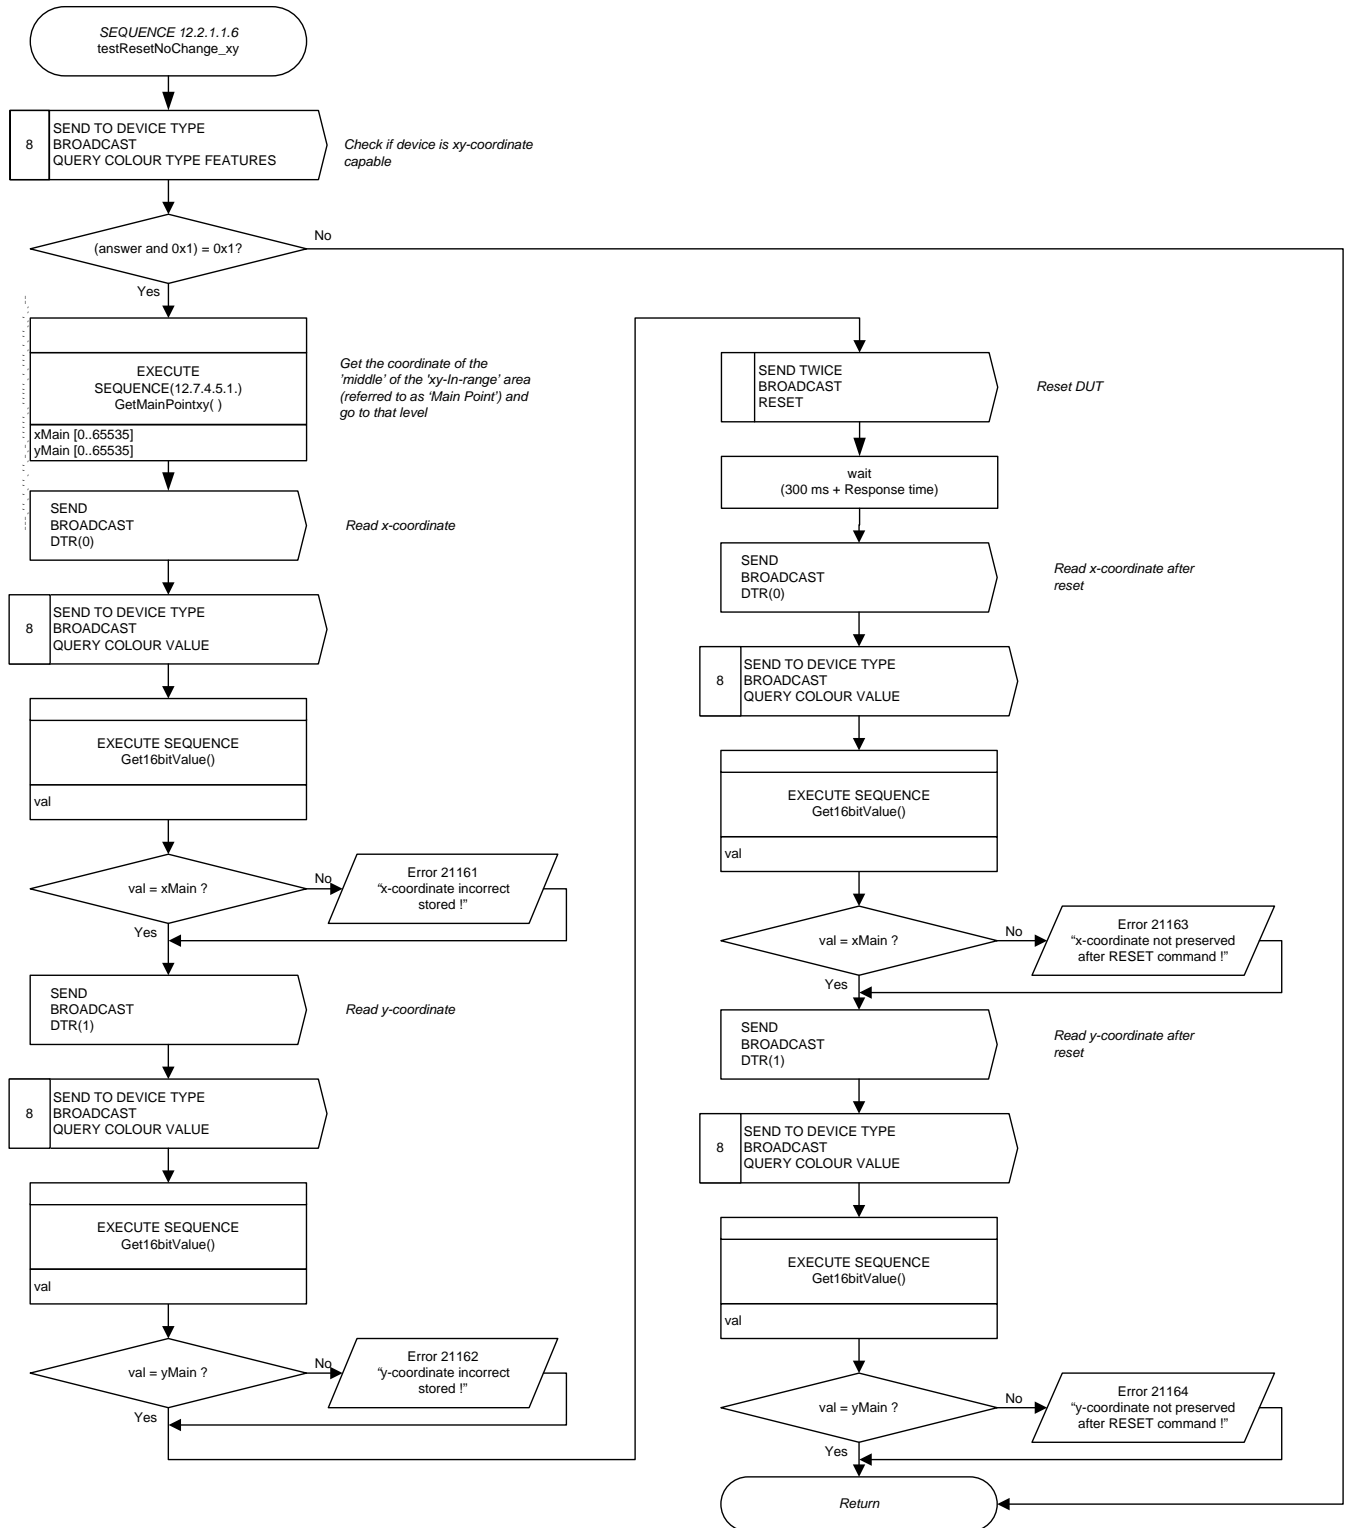 SEQUENCE 12.2.1.1.6
testResetNoChange_xy
8
SEND TO DEVICE TYPE
BROADCAST
QUERY COLOUR TYPE FEATURES
Check if device is xy-coordinate
capable
(answer and 0x1) = 0x1?
No
Yes
EXECUTE
SEQUENCE(12.7.4.5.1.)
GetMainPointxy( )
xMain [0..65535]
yMain [0..65535]
Get the coordinate of the
'middle' of the 'xy-In-range' area
(referred to as ‘Main Point’) and
go to that level
SEND
BROADCAST
DTR(0)
Read x-coordinate
8
SEND TO DEVICE TYPE
BROADCAST
QUERY COLOUR VALUE
EXECUTE SEQUENCE
Get16bitValue()
val
val = xMain ?
No
Error 21161
“x-coordinate incorrect
stored !”
Yes
SEND
BROADCAST
DTR(1)
Read y-coordinate
8
SEND TO DEVICE TYPE
BROADCAST
QUERY COLOUR VALUE
EXECUTE SEQUENCE
Get16bitValue()
val
val = yMain ?
No
Error 21162
“y-coordinate incorrect
stored !”
Yes
SEND TWICE
BROADCAST
RESET
Reset DUT
wait
(300 ms + Response time)
SEND
BROADCAST
DTR(0)
Read x-coordinate after
reset
8
SEND TO DEVICE TYPE
BROADCAST
QUERY COLOUR VALUE
EXECUTE SEQUENCE
Get16bitValue()
val
val = xMain ?
No
Error 21163
“x-coordinate not preserved
after RESET command !”
Yes
SEND
BROADCAST
DTR(1)
Read y-coordinate after
reset
8
SEND TO DEVICE TYPE
BROADCAST
QUERY COLOUR VALUE
EXECUTE SEQUENCE
Get16bitValue()
val
val = yMain ?
No
Error 21164
“y-coordinate not preserved
after RESET command !”
Yes
Return